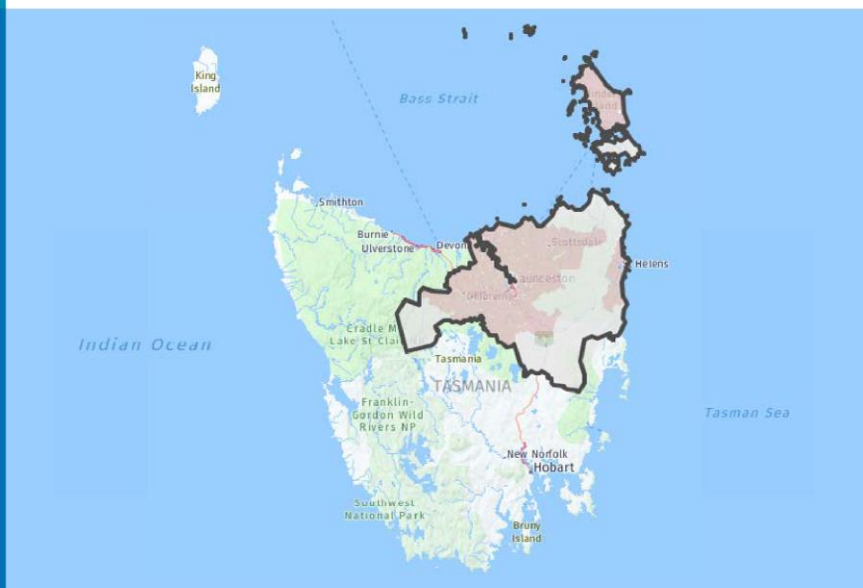 King
Island
Bass Strait
Smithton
Burnie
Ulverstone
Devon
Scottsdale
Helens
Launceston
Cradle M
Lake St Clai
Tasmania
TASMANIA
Indian Ocean
Franklin-
Gordon Wild
Rivers NP
Tasman Sea
New Norfolk
Hobart
Southwest
National Park
Bruny
Island